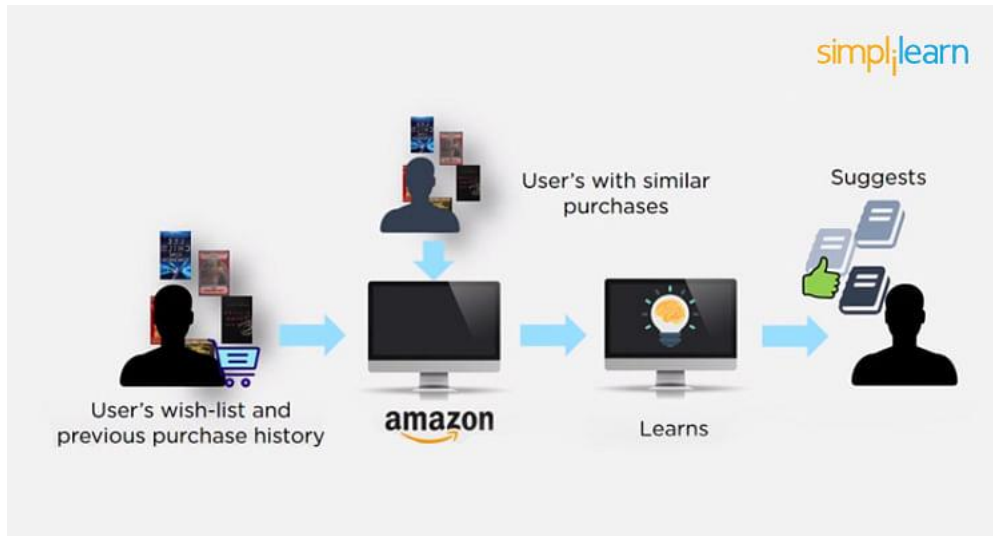 simplilearn
User's with similar
purchases
Suggests
User's wish-list and
previous purchase history
amazon
Learns